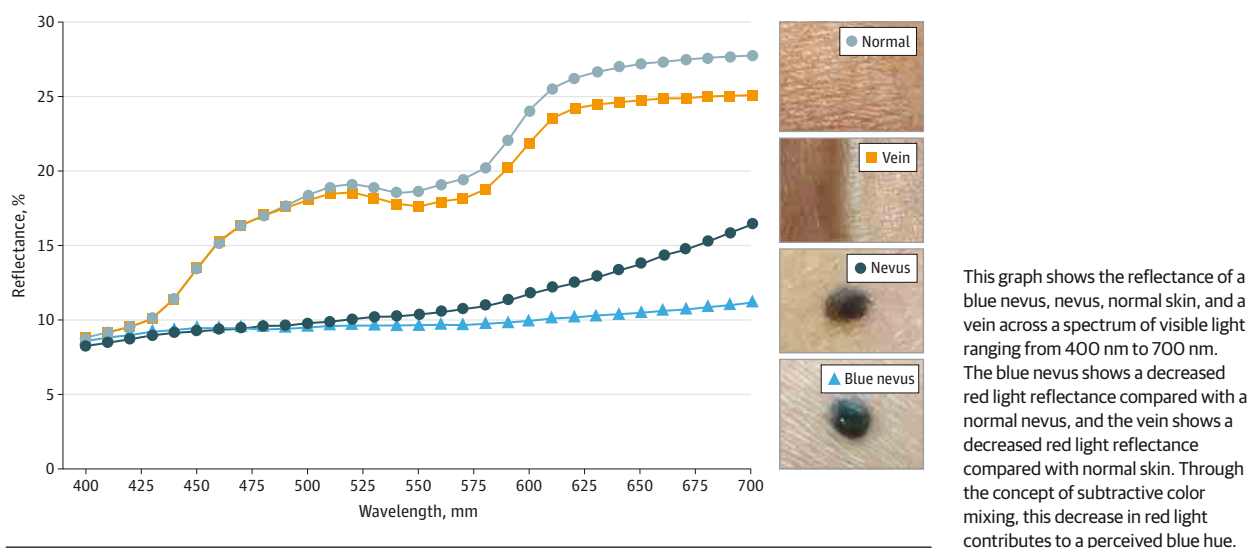 30
25
20
15
10
5
0
Reflectance, %
400 425 450 475 500 525 550 575 600 625 650 675 700
Wavelength, mm
Normal
Vein
Nevus
Blue nevus
This graph shows the reflectance of a
blue nevus, nevus, normal skin, and a
vein across a spectrum of visible light
ranging from 400 nm to 700 nm.
The blue nevus shows a decreased
red light reflectance compared with a
normal nevus, and the vein shows a
decreased red light reflectance
compared with normal skin. Through
the concept of subtractive color
mixing, this decrease in red light
contributes to a perceived blue hue.